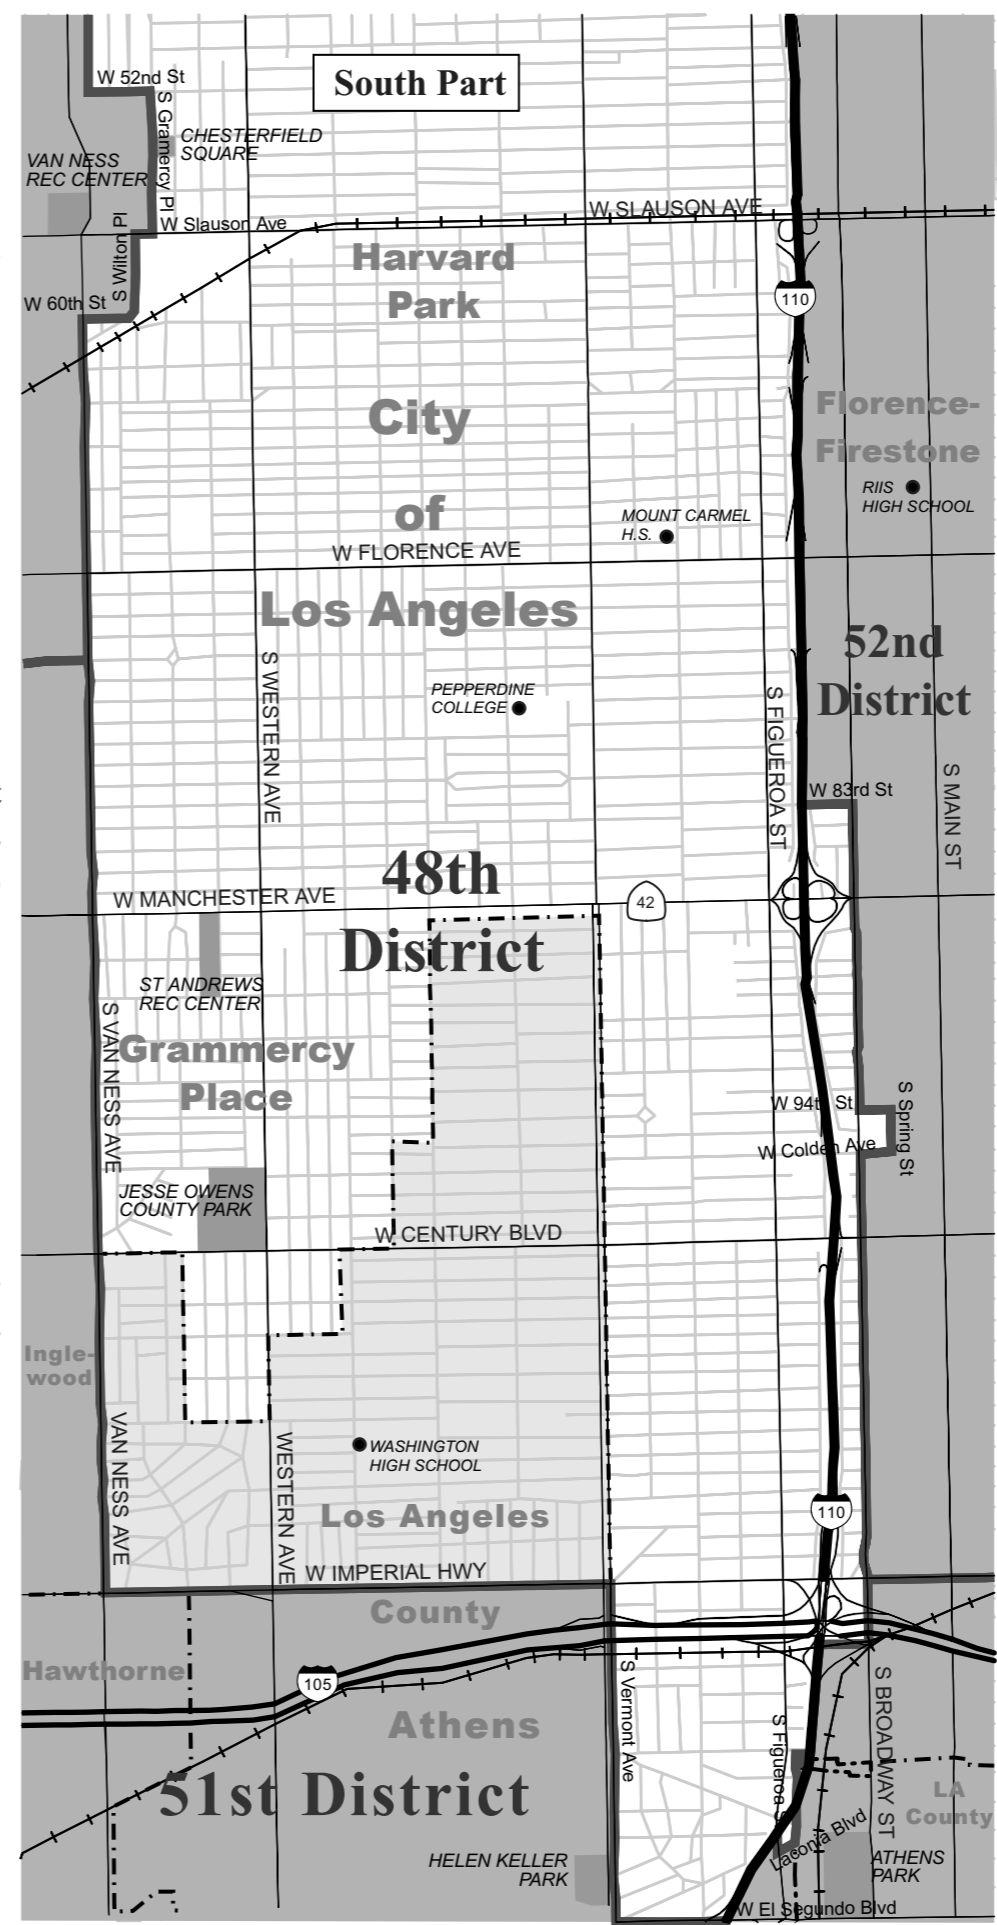 W 52nd St
South Part
S Gramercy Pl
CHESTERFIELD
SQUARE
VAN NESS
REC CENTER
W SLAUSON AVE
W Slauson Ave
S Wilton Pl
Harvard
Park
W 60th St
110
City
of
Florence-
Firestone
RIIS
HIGH SCHOOL
MOUNT CARMEL
H.S.
W FLORENCE AVE
Los Angeles
52nd
District
S WESTERN AVE
PEPPERDINE
COLLEGE
S FIGUEROA ST
S MAIN ST
W 83rd St
48th
District
W MANCHESTER AVE
42
ST ANDREWS
REC CENTER
S VAN NESS AVE
Grammercy
Place
W 94th St
S Spring St
W Colden Ave
JESSE OWENS
COUNTY PARK
W CENTURY BLVD
Ingle-
wood
VAN NESS AVE
WESTERN AVE
WASHINGTON
HIGH SCHOOL
110
Los Angeles
W IMPERIAL HWY
County
Hawthorne
105
S Vermont Ave
S BROADWAY ST
Athens
S Figueroa S
51st District
LA
County
Laconia Blvd
HELEN KELLER
PARK
ATHENS
PARK
W El Segundo Blvd